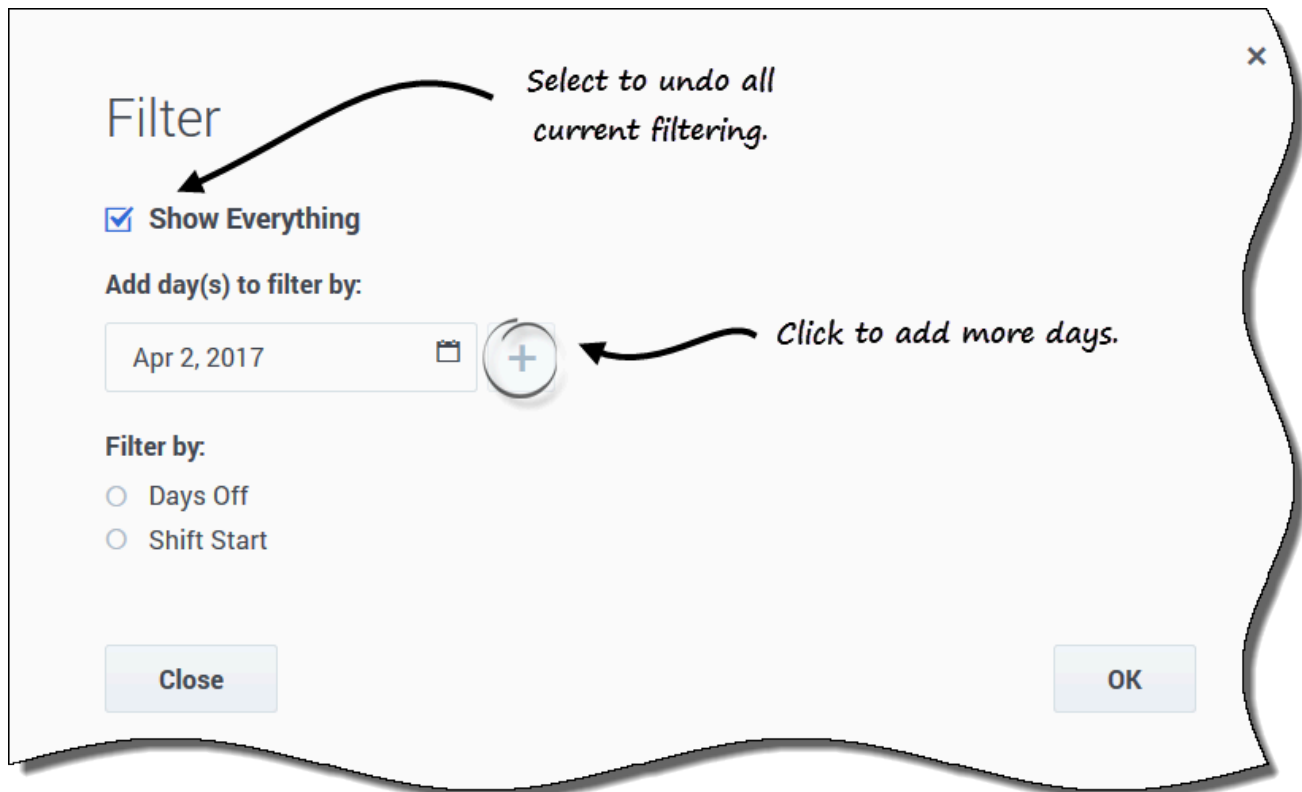 Select to undo all
current filtering.
Filter
Show Everything
Add day(s) to filter by:
Apr 2, 2017
Click to add more days.
Filter by:
Days Off
Shift Start
Close
OK